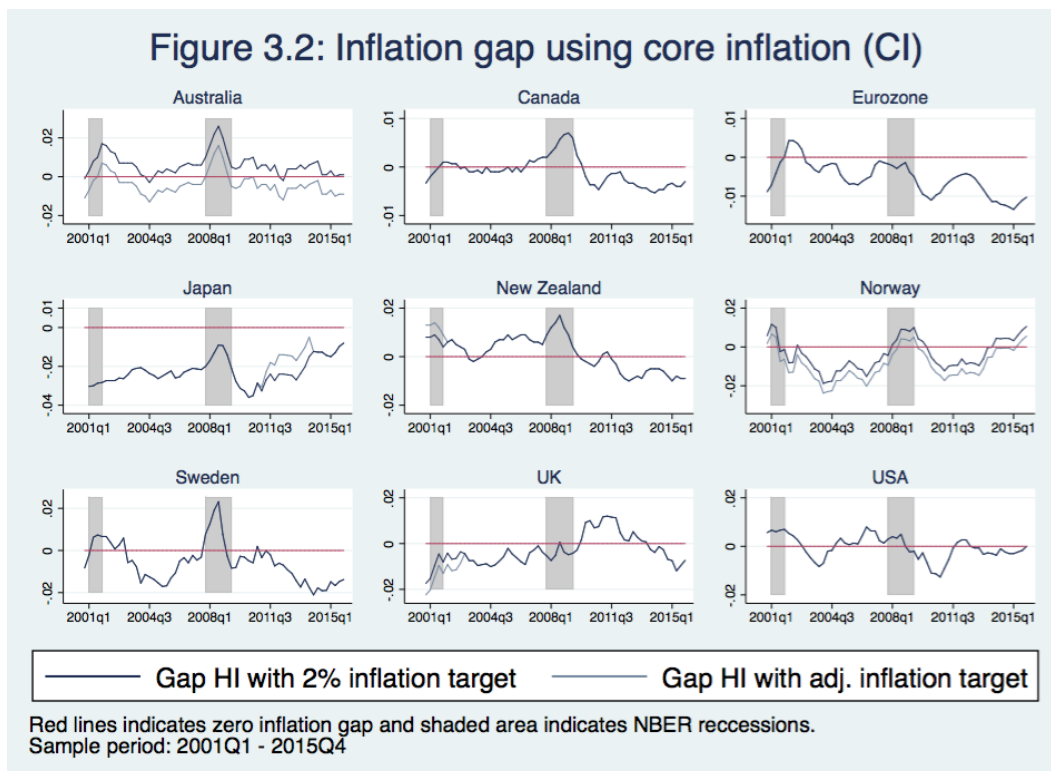 Figure 3.2: Inflation gap using core inflation (CI)
Australia
.02
0
-.02
2001q1 2004q3 2008q1 2011q3 2015q1
Canada
.01
0
-.01
2001q1 2004q3 2008q1 2011q3 2015q1
Eurozone
.01
0
-.01
2001q1 2004q3 2008q1 2011q3 2015q1
Japan
.01
0
-.02
-.04
2001q1 2004q3 2008q1 2011q3 2015q1
New Zealand
.02
0
-.02
2001q1 2004q3 2008q1 2011q3 2015q1
Norway
.02
0
-.02
2001q1 2004q3 2008q1 2011q3 2015q1
Sweden
.02
0
-.02
2001q1 2004q3 2008q1 2011q3 2015q1
UK
.02
0
-.02
2001q1 2004q3 2008q1 2011q3 2015q1
USA
.02
0
-.02
2001q1 2004q3 2008q1 2011q3 2015q1
Gap HI with 2% inflation target
Gap HI with adj. inflation target
Red lines indicates zero inflation gap and shaded area indicates NBER reccessions.
Sample period: 2001Q1 - 2015Q4